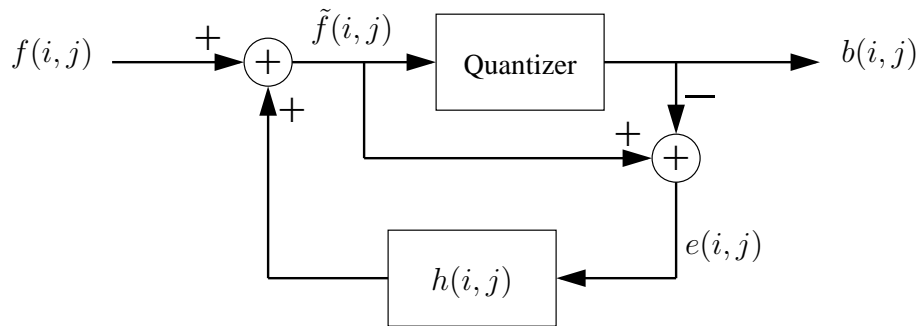 f̃(i, j)
f(i, j) + + Quantizer b(i, j)
+ −
+ +
e(i, j)
h(i, j)